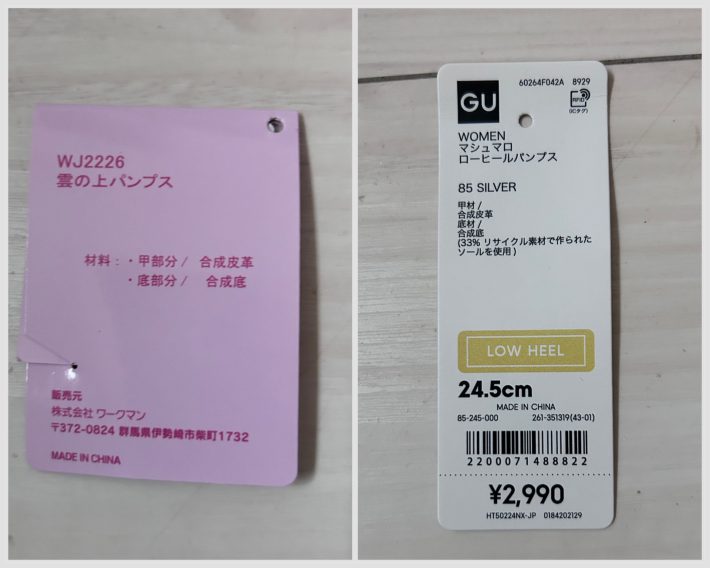 WJ2226
雲の上パンプス
材料：・甲部分/ 合成皮革
・底部分/ 合成底
販売元
株式会社 ワークマン
〒372-0824 群馬県伊勢崎市柴町1732
MADE IN CHINA
GU
60264F042A 8929
RFID
(ICタグ)
WOMEN
マシュマロ
ローヒールパンプス
85 SILVER
甲材 /
合成皮革
底材 /
合成底
(33% リサイクル素材で作られた
ソールを使用)
LOW HEEL
24.5cm
MADE IN CHINA
85-245-000 261-351319(43-01)
2200071488822
¥2,990
HT50224NX-JP 0184202129